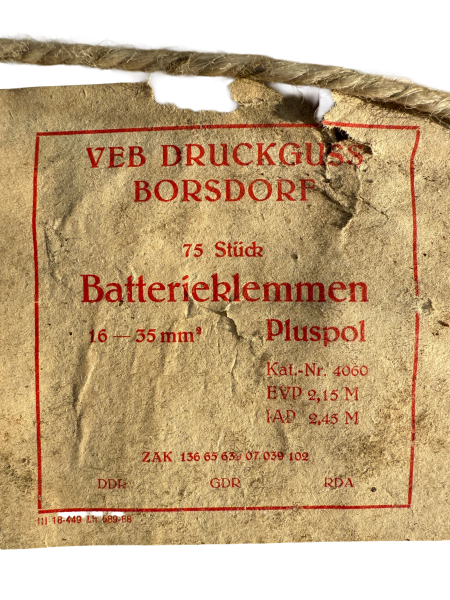 VEB DRUCKGUSS
BORSDORF
75 Stück
Batterieklemmen
16 — 35 mm² Pluspol
Kat.-Nr. 4060
EVP 2,15 M
IAP 2,45 M
ZAK 136 65 63 07 039 102
DDR GDR RDA